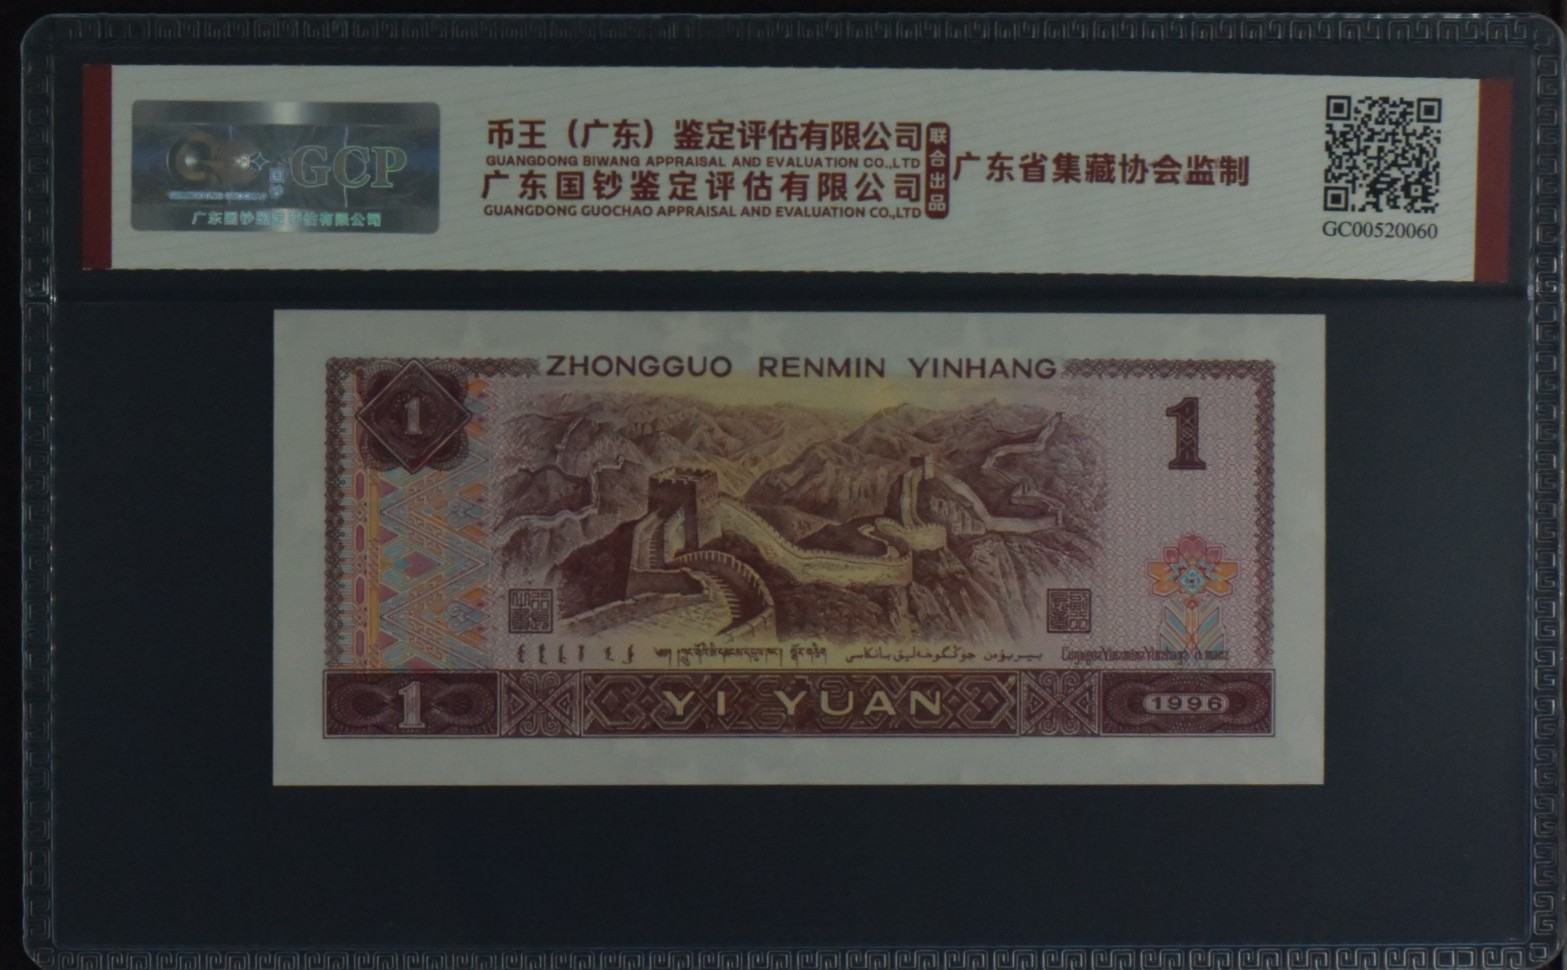 币王（广东）鉴定评估有限公司
GUANGDONG BIWANG APPRAISAL AND EVALUATION CO.,LTD
广东国钞鉴定评估有限公司
GUANGDONG GUOCHAO APPRAISAL AND EVALUATION CO.,LTD
联合出品
广东省集藏协会监制
GCP
国钞
广东国钞鉴定评估有限公司
GC00520060
ZHONGGUO RENMIN YINHANG
1
1
1
YI YUAN
1996